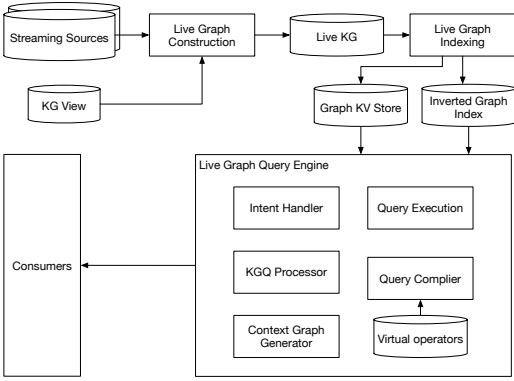 Streaming Sources
Live Graph
Construction
Live KG
Live Graph
Indexing
KG View
Graph KV Store
Inverted Graph
Index
Live Graph Query Engine
Intent Handler
Query Execution
Consumers
KGQ Processor
Query Complier
Context Graph
Generator
Virtual operators